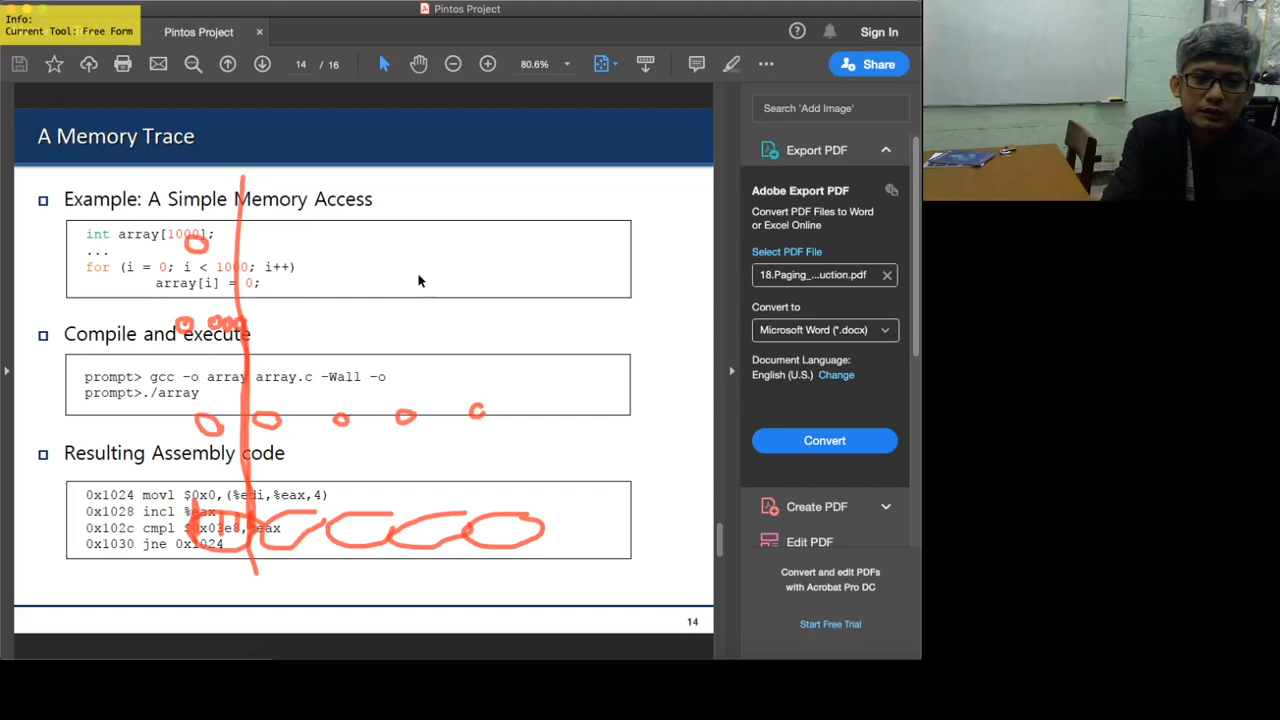 Pintos Project
Info:
Current Tool: Free Form
Pintos Project
Sign In
14 / 16
80.6%
Share
A Memory Trace
Example: A Simple Memory Access
int array[1000];
...
for (i = 0; i < 1000; i++)
array[i] = 0;
Compile and execute
prompt> gcc -o array array.c -Wall -o
prompt>./array
Resulting Assembly code
0x1024 movl $0x0,(%edi,%eax,4)
0x1028 incl %eax
0x102c cmpl $0x03e8,%eax
0x1030 jne 0x1024
14
Search 'Add Image'
Export PDF
Adobe Export PDF
Convert PDF Files to Word
or Excel Online
Select PDF File
18.Paging_...uction.pdf
Convert to
Microsoft Word (*.docx)
Document Language:
English (U.S.) Change
Convert
Create PDF
Edit PDF
Convert and edit PDFs
with Acrobat Pro DC
Start Free Trial